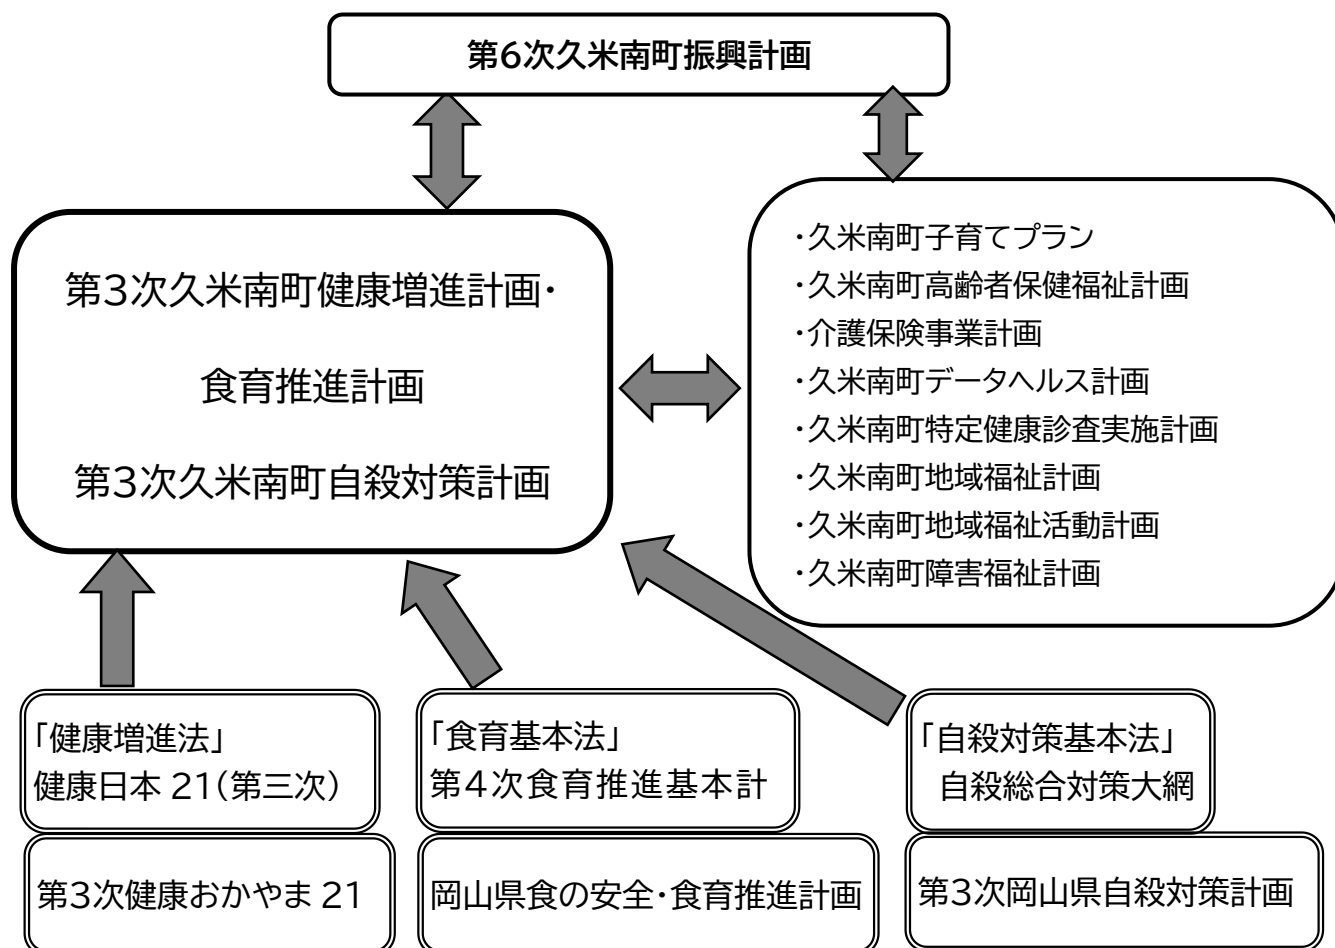 第6次久米南町振興計画
第3次久米南町健康増進計画・
食育推進計画
第3次久米南町自殺対策計画
・久米南町子育てプラン
・久米南町高齢者保健福祉計画
・介護保険事業計画
・久米南町データヘルス計画
・久米南町特定健康診査実施計画
・久米南町地域福祉計画
・久米南町地域福祉活動計画
・久米南町障害福祉計画
「健康増進法」
健康日本 21(第三次)
第3次健康おかやま 21
「食育基本法」
第4次食育推進基本計
岡山県食の安全・食育推進計画
「自殺対策基本法」
自殺総合対策大網
第3次岡山県自殺対策計画